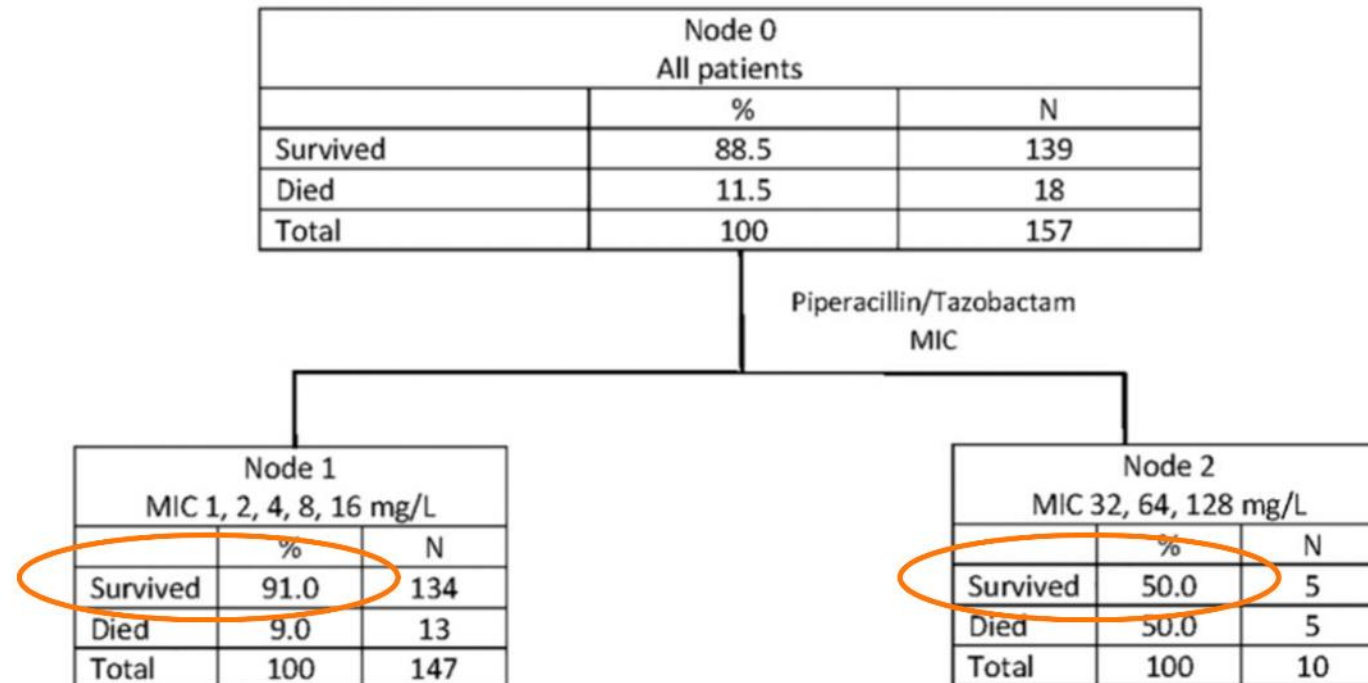 Node 0
All patients
% N
Survived 88.5 139
Died 11.5 18
Total 100 157
Piperacillin/Tazobactam
MIC
Node 1
MIC 1, 2, 4, 8, 16 mg/L
% N
Survived 91.0 134
Died 9.0 13
Total 100 147
Node 2
MIC 32, 64, 128 mg/L
% N
Survived 50.0 5
Died 50.0 5
Total 100 10